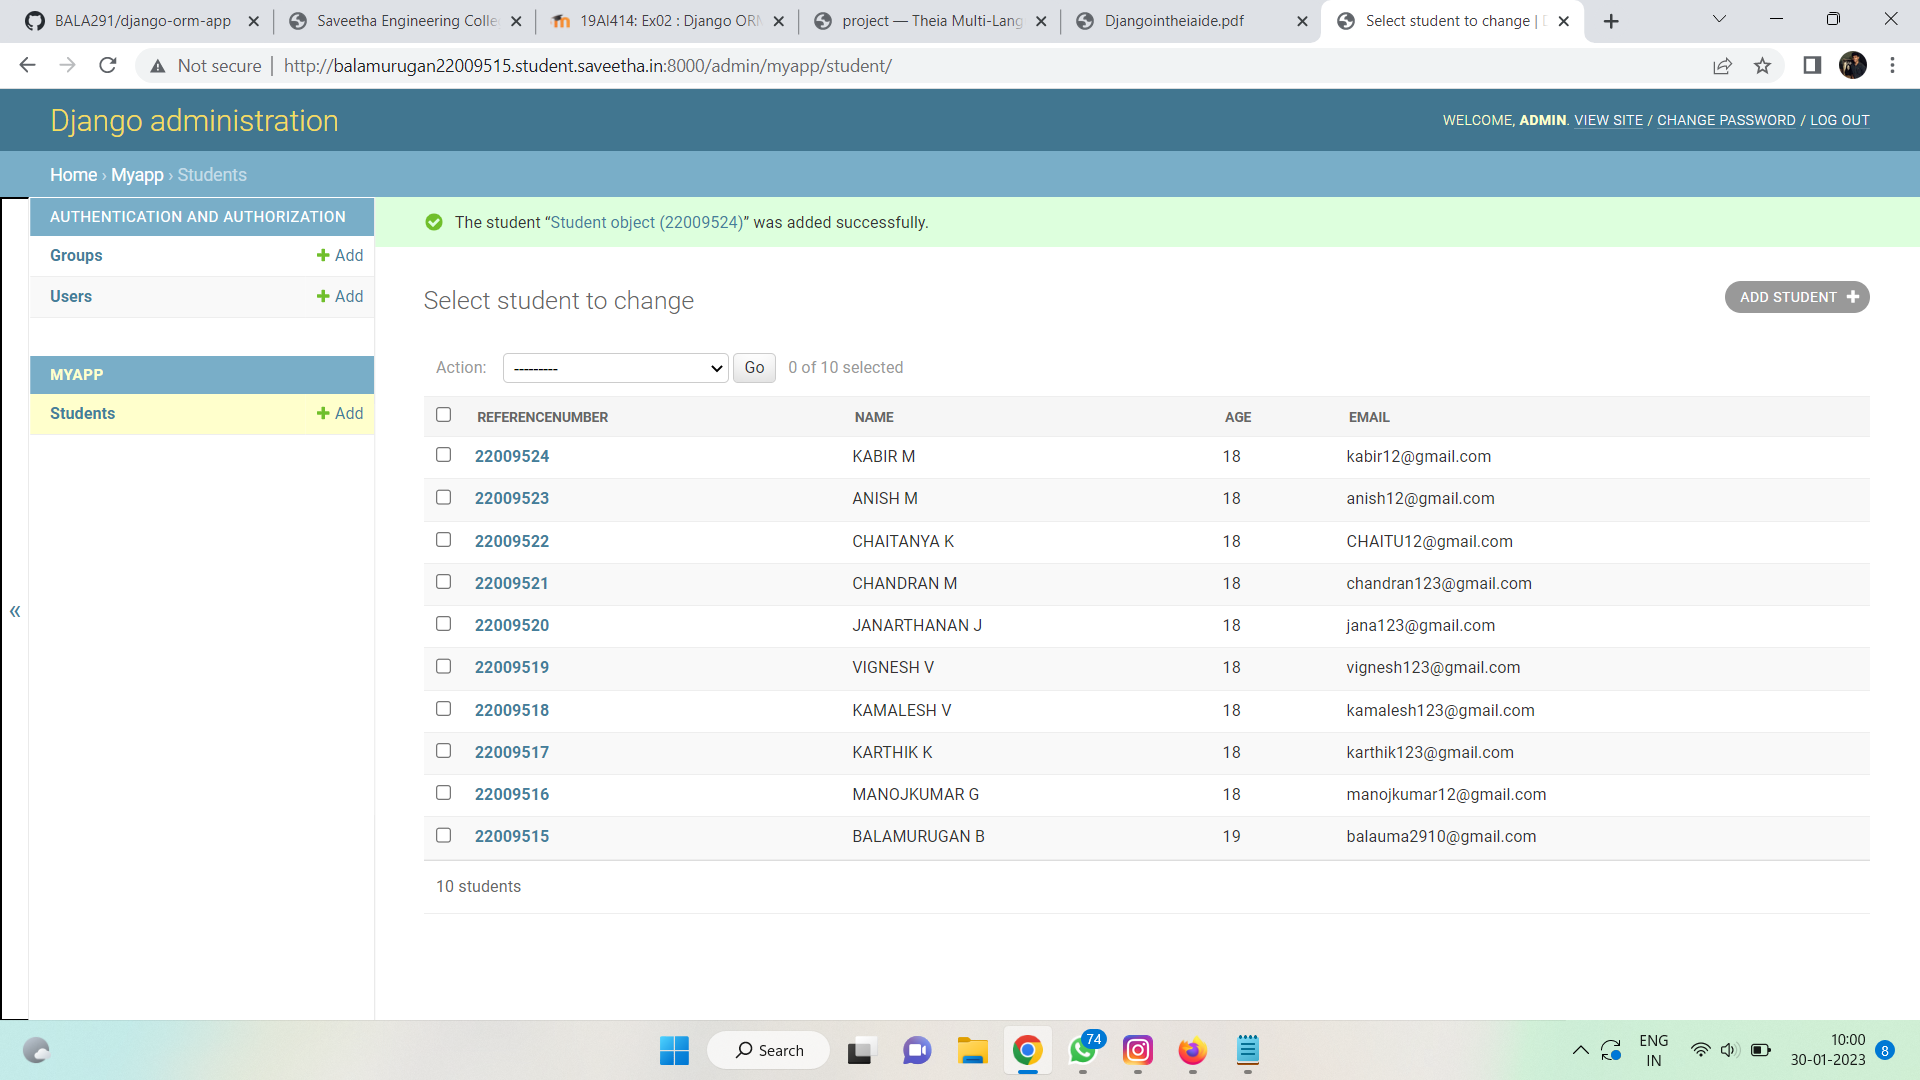 BALA291/django-orm-app
Saveetha Engineering Colle
19AI414: Ex02 : Django ORM
project — Theia Multi-Lang
Djangointheiaide.pdf
Select student to change |
Not secure
http://balamurugan22009515.student.saveetha.in:8000/admin/myapp/student/
Django administration
WELCOME, ADMIN. VIEW SITE / CHANGE PASSWORD / LOG OUT
Home › Myapp › Students
AUTHENTICATION AND AUTHORIZATION
Groups + Add
Users + Add
MYAPP
Students + Add
«
The student “Student object (22009524)” was added successfully.
Select student to change
ADD STUDENT +
Action: --------- Go 0 of 10 selected
REFERENCENUMBER NAME AGE EMAIL
22009524 KABIR M 18 kabir12@gmail.com
22009523 ANISH M 18 anish12@gmail.com
22009522 CHAITANYA K 18 CHAITU12@gmail.com
22009521 CHANDRAN M 18 chandran123@gmail.com
22009520 JANARTHANAN J 18 jana123@gmail.com
22009519 VIGNESH V 18 vignesh123@gmail.com
22009518 KAMALESH V 18 kamalesh123@gmail.com
22009517 KARTHIK K 18 karthik123@gmail.com
22009516 MANOJKUMAR G 18 manojkumar12@gmail.com
22009515 BALAMURUGAN B 19 balauma2910@gmail.com
10 students
Search
74
ENG
IN
10:00
30-01-2023
8